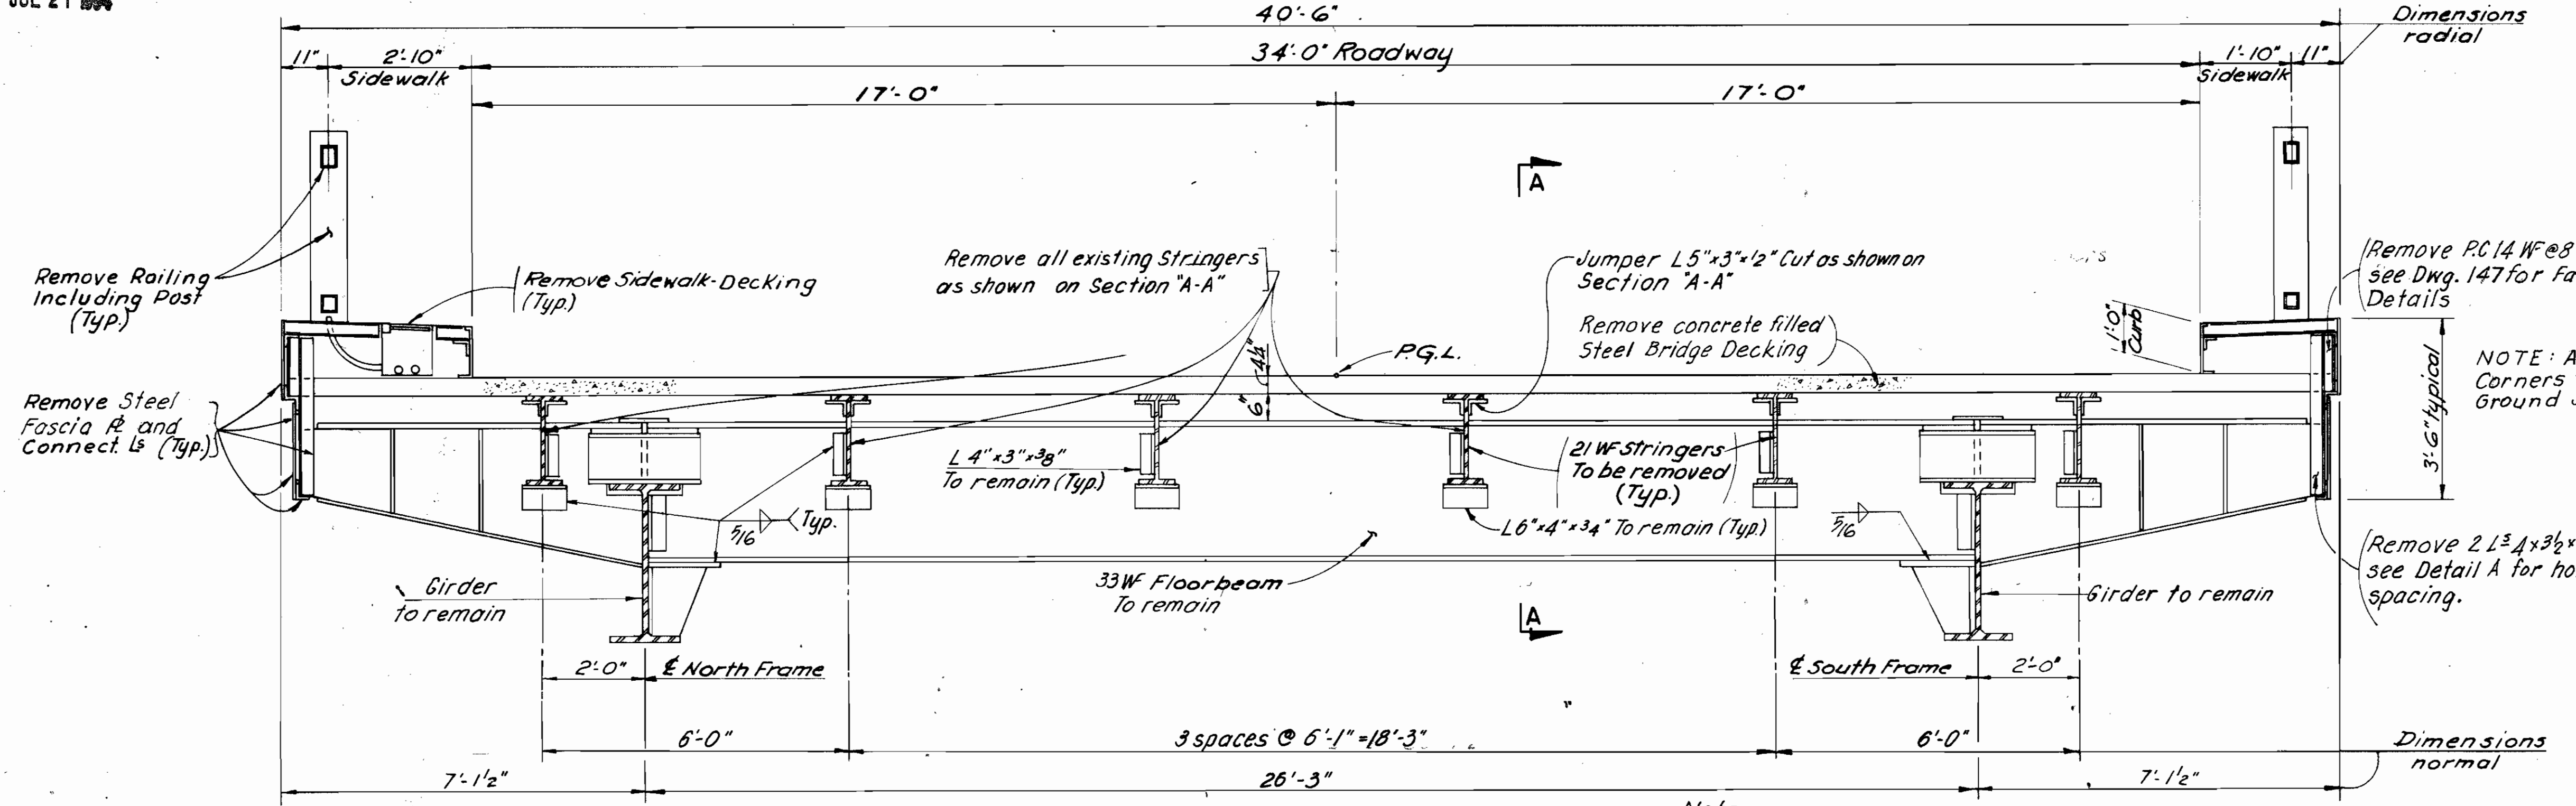 JUL 21
40'-6"
Dimensions
radial
11"
2'-10"
Sidewalk
34'-0" Roadway
1'-10"
Sidewalk
11"
17'-0"
17'-0"
A
Remove Railing
Including Post
(Typ.)
Remove Sidewalk-Decking
(Typ.)
Remove all existing Stringers
as shown on Section "A-A"
Jumper L 5"x3"x1/2" Cut as shown on
Section "A-A"
Remove concrete filled
Steel Bridge Decking
P.G.L.
4 1/4"
6"
1'-0"
Curb
Remove P.C 14 WF @ 8
see Dwg. 147 for Fa
Details
NOTE: A
Corners
Ground
3'-6" typical
Remove Steel
Fascia PL and
Connect. Ls (Typ.)
L 4"x3"x3/8"
To remain (Typ.)
21 WF Stringers
To be removed
(Typ.)
L6"x4"x3/4" To remain (Typ.)
5/16
Typ.
5/16
Girder
to remain
33 WF Floorbeam
To remain
A
Girder to remain
Remove 2 Ls 4x31/2x
see Detail A for ho
spacing.
2'-0"
℄ North Frame
℄ South Frame
2'-0"
6'-0"
3 spaces @ 6'-1" = 18'-3"
6'-0"
Dimensions
normal
7'-1 1/2"
26'-3"
7'-1 1/2"